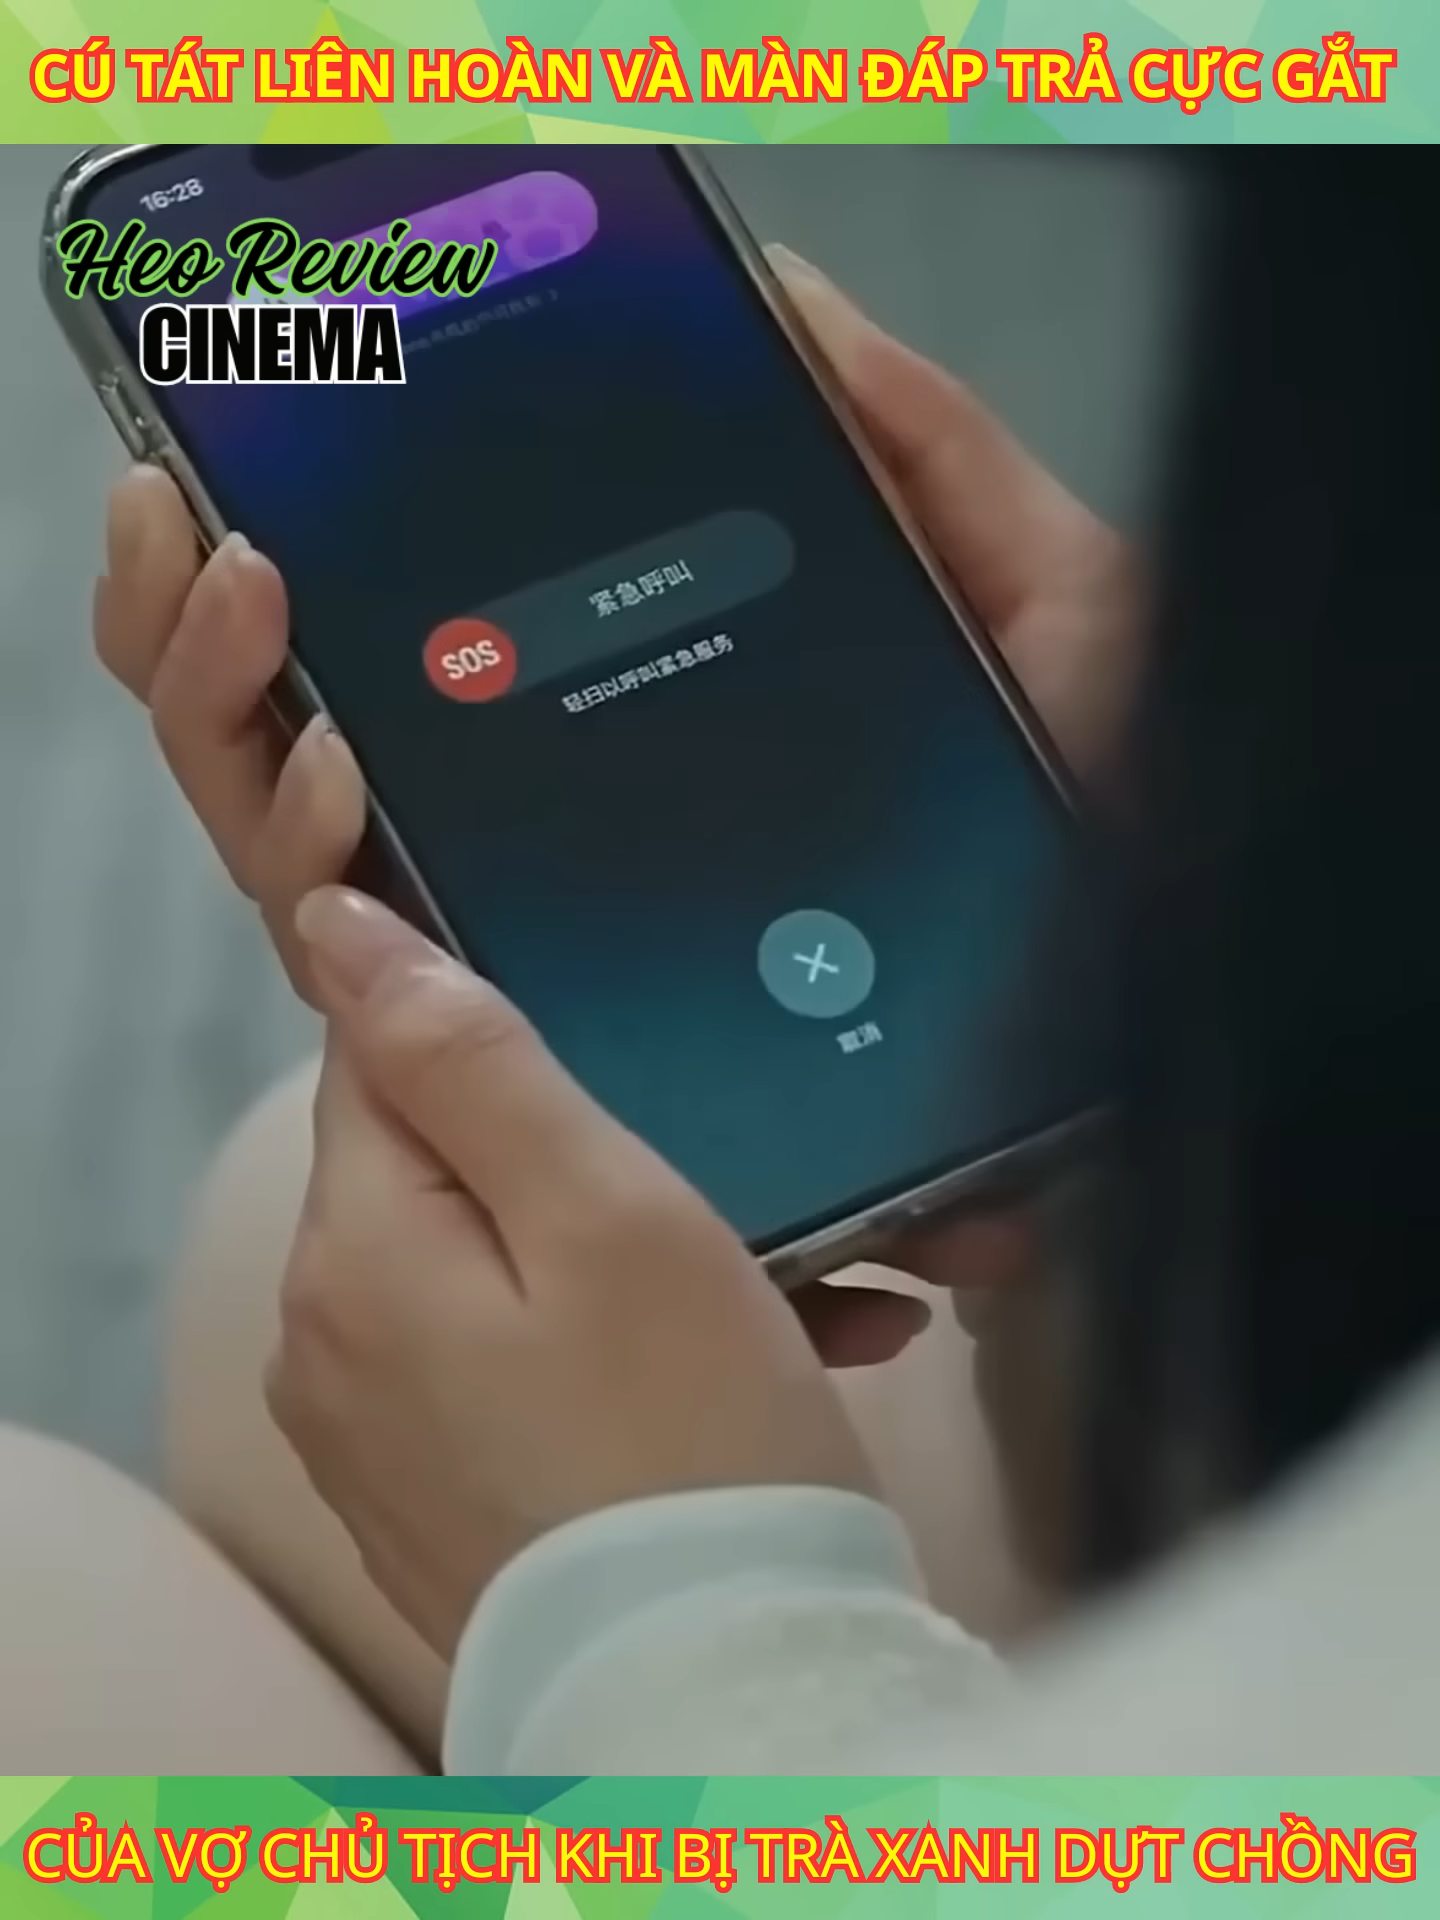 CÚ TÁT LIÊN HOÀN VÀ MÀN ĐÁP TRẢ CỰC GẮT
16:28
Heo Review
CINEMA
紧急呼叫
SOS
轻扫以呼叫紧急服务
取消
CỦA VỢ CHỦ TỊCH KHI BỊ TRÀ XANH DỰT CHỒNG